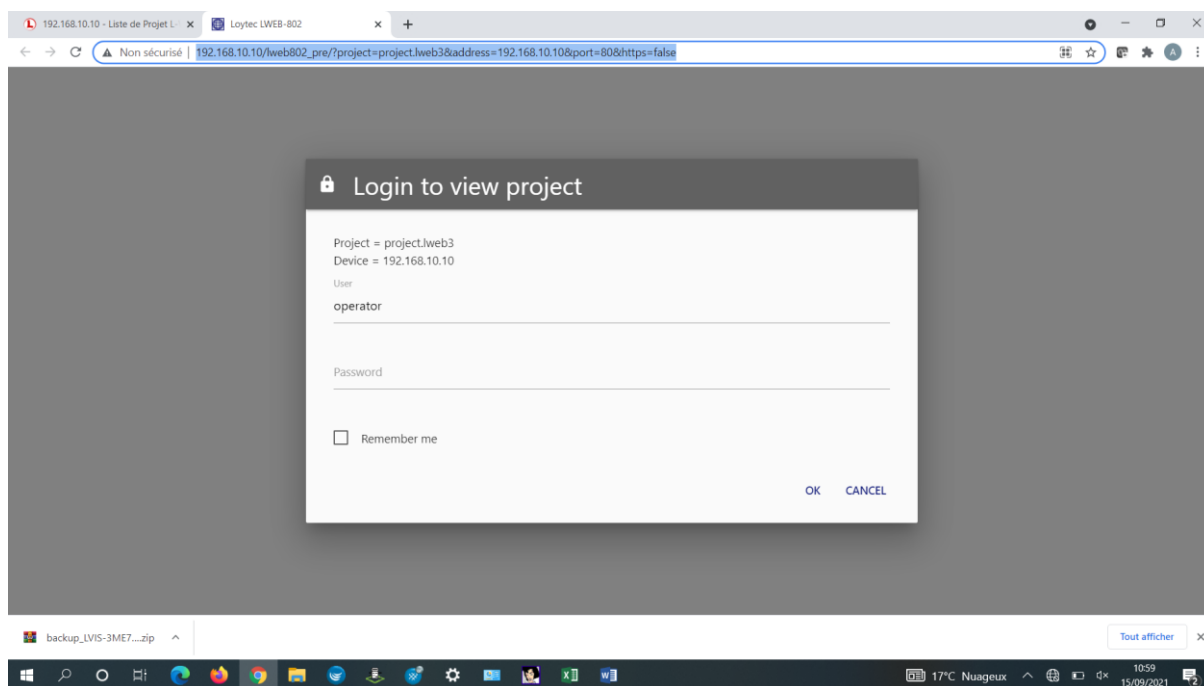 192.168.10.10 - Liste de Projet L-
Loytec LWEB-802
Non sécurisé | 192.168.10.10/lweb802_pre/?project=project.lweb3&address=192.168.10.10&port=80&https=false
A
Login to view project
Project = project.lweb3
Device = 192.168.10.10
User
operator
Password
Remember me
OK CANCEL
backup_LVIS-3ME7....zip
Tout afficher
17°C Nuageux
10:59
15/09/2021